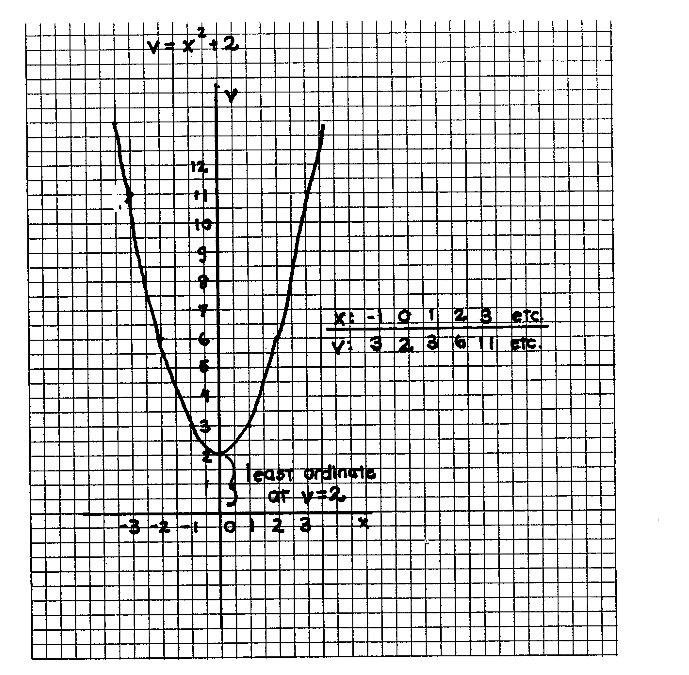 v = x² + 2
v
12
11
10
9
8
7
6
5
4
3
2
1
least ordinate
at v=2
-3 -2 -1 0 1 2 3 x
x: -1 0 1 2 3 etc.
v: 3 2 3 6 11 etc.